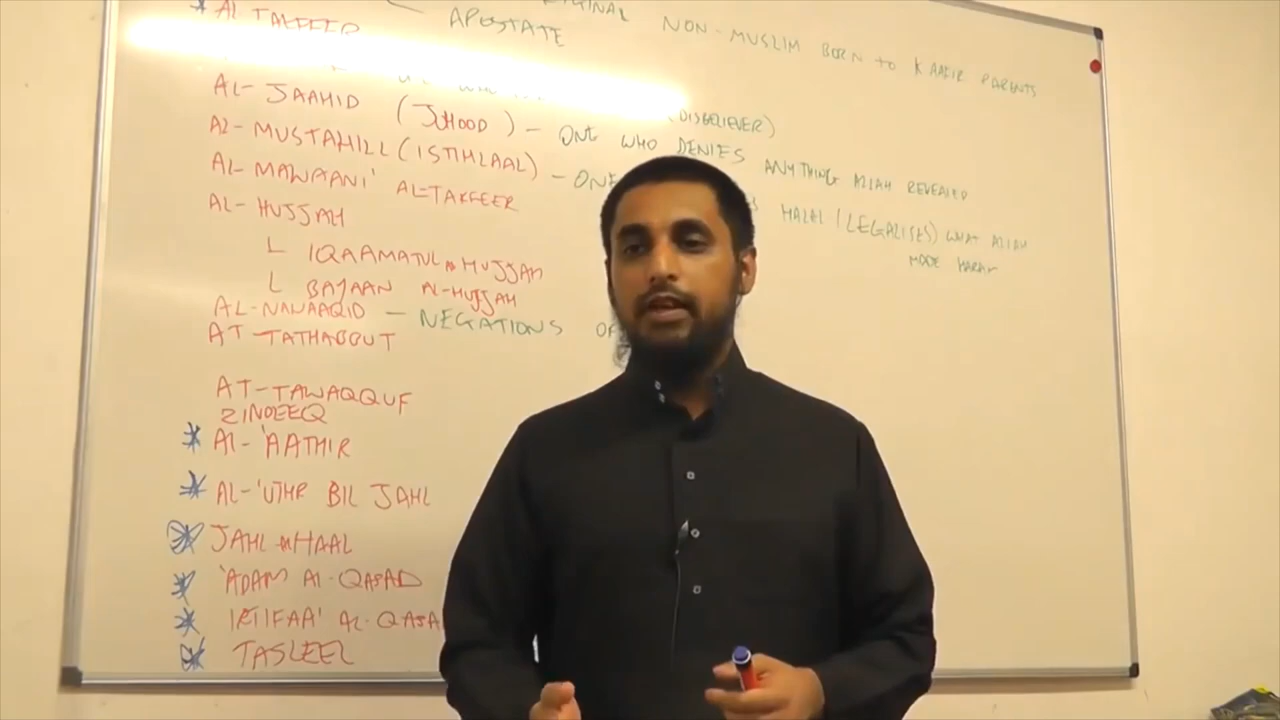 * AL-TAKFEER
APOSTATE
NON-MUSLIM BORN TO KAAFIR PARENTS
(DISBELIEVER)
AL-JAAHID (JUHOOD) - ONE WHO DENIES ANYTHING ALLAH REVEALED
AL-MUSTAHILL (ISTIHLAAL) - ONE HALAL (LEGALISES) WHAT ALLAH
MADE HARAM
AL-MAWAANI' AL-TAKFEER
AL-HUJJAH
L IQAAMATUL HUJJAH
L BAYAAN AL-HUJJAH
AL-NAWAAQID - NEGATIONS OF
AT-TATHABBUT
AT-TAWAQQUF
ZINDEEQ
* AL-'AATHIR
* AL-'UTHR BIL JAHL
* JAHL HAAL
* 'ADAM AL-QASAD
* AL-QASA
* TASLEEL